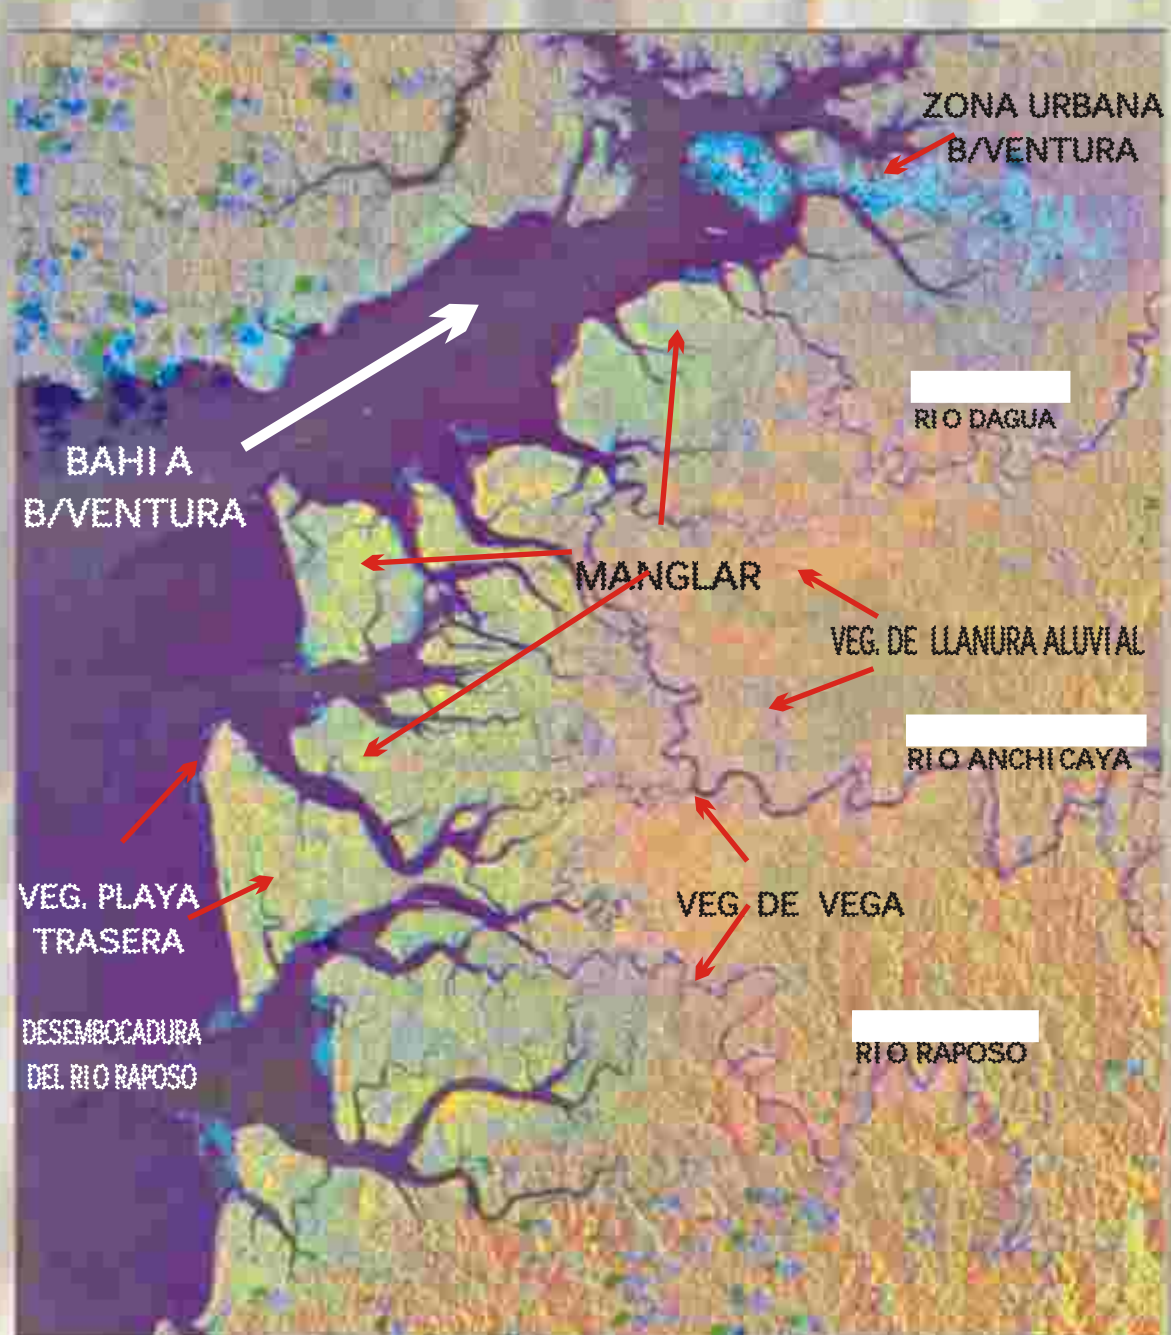 ZONA URBANA
B/VENTURA
RIO DAGUA
BAHIA
B/VENTURA
MANGLAR
VEG. DE LLANURA ALUVIAL
RIO ANCHICAYA
VEG. PLAYA
TRASERA
VEG. DE VEGA
DESEMBOCADURA
DEL RIO RAPOSO
RIO RAPOSO